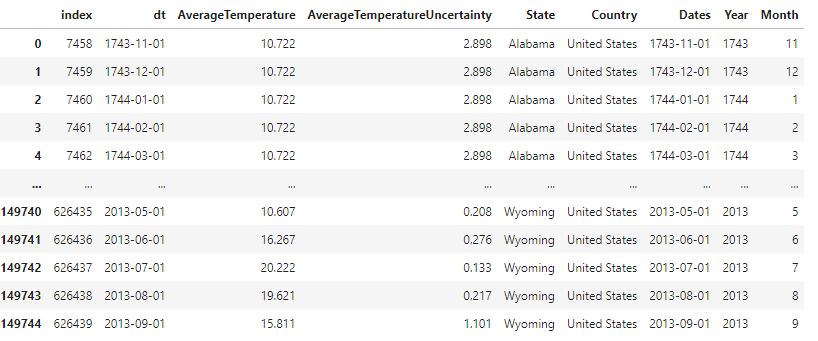 index dt AverageTemperature AverageTemperatureUncertainty State Country Dates Year Month
0 7458 1743-11-01 10.722 2.898 Alabama United States 1743-11-01 1743 11
1 7459 1743-12-01 10.722 2.898 Alabama United States 1743-12-01 1743 12
2 7460 1744-01-01 10.722 2.898 Alabama United States 1744-01-01 1744 1
3 7461 1744-02-01 10.722 2.898 Alabama United States 1744-02-01 1744 2
4 7462 1744-03-01 10.722 2.898 Alabama United States 1744-03-01 1744 3
... ... ... ... ... ... ... ... ... ...
149740 626435 2013-05-01 10.607 0.208 Wyoming United States 2013-05-01 2013 5
149741 626436 2013-06-01 16.267 0.276 Wyoming United States 2013-06-01 2013 6
149742 626437 2013-07-01 20.222 0.133 Wyoming United States 2013-07-01 2013 7
149743 626438 2013-08-01 19.621 0.217 Wyoming United States 2013-08-01 2013 8
149744 626439 2013-09-01 15.811 1.101 Wyoming United States 2013-09-01 2013 9